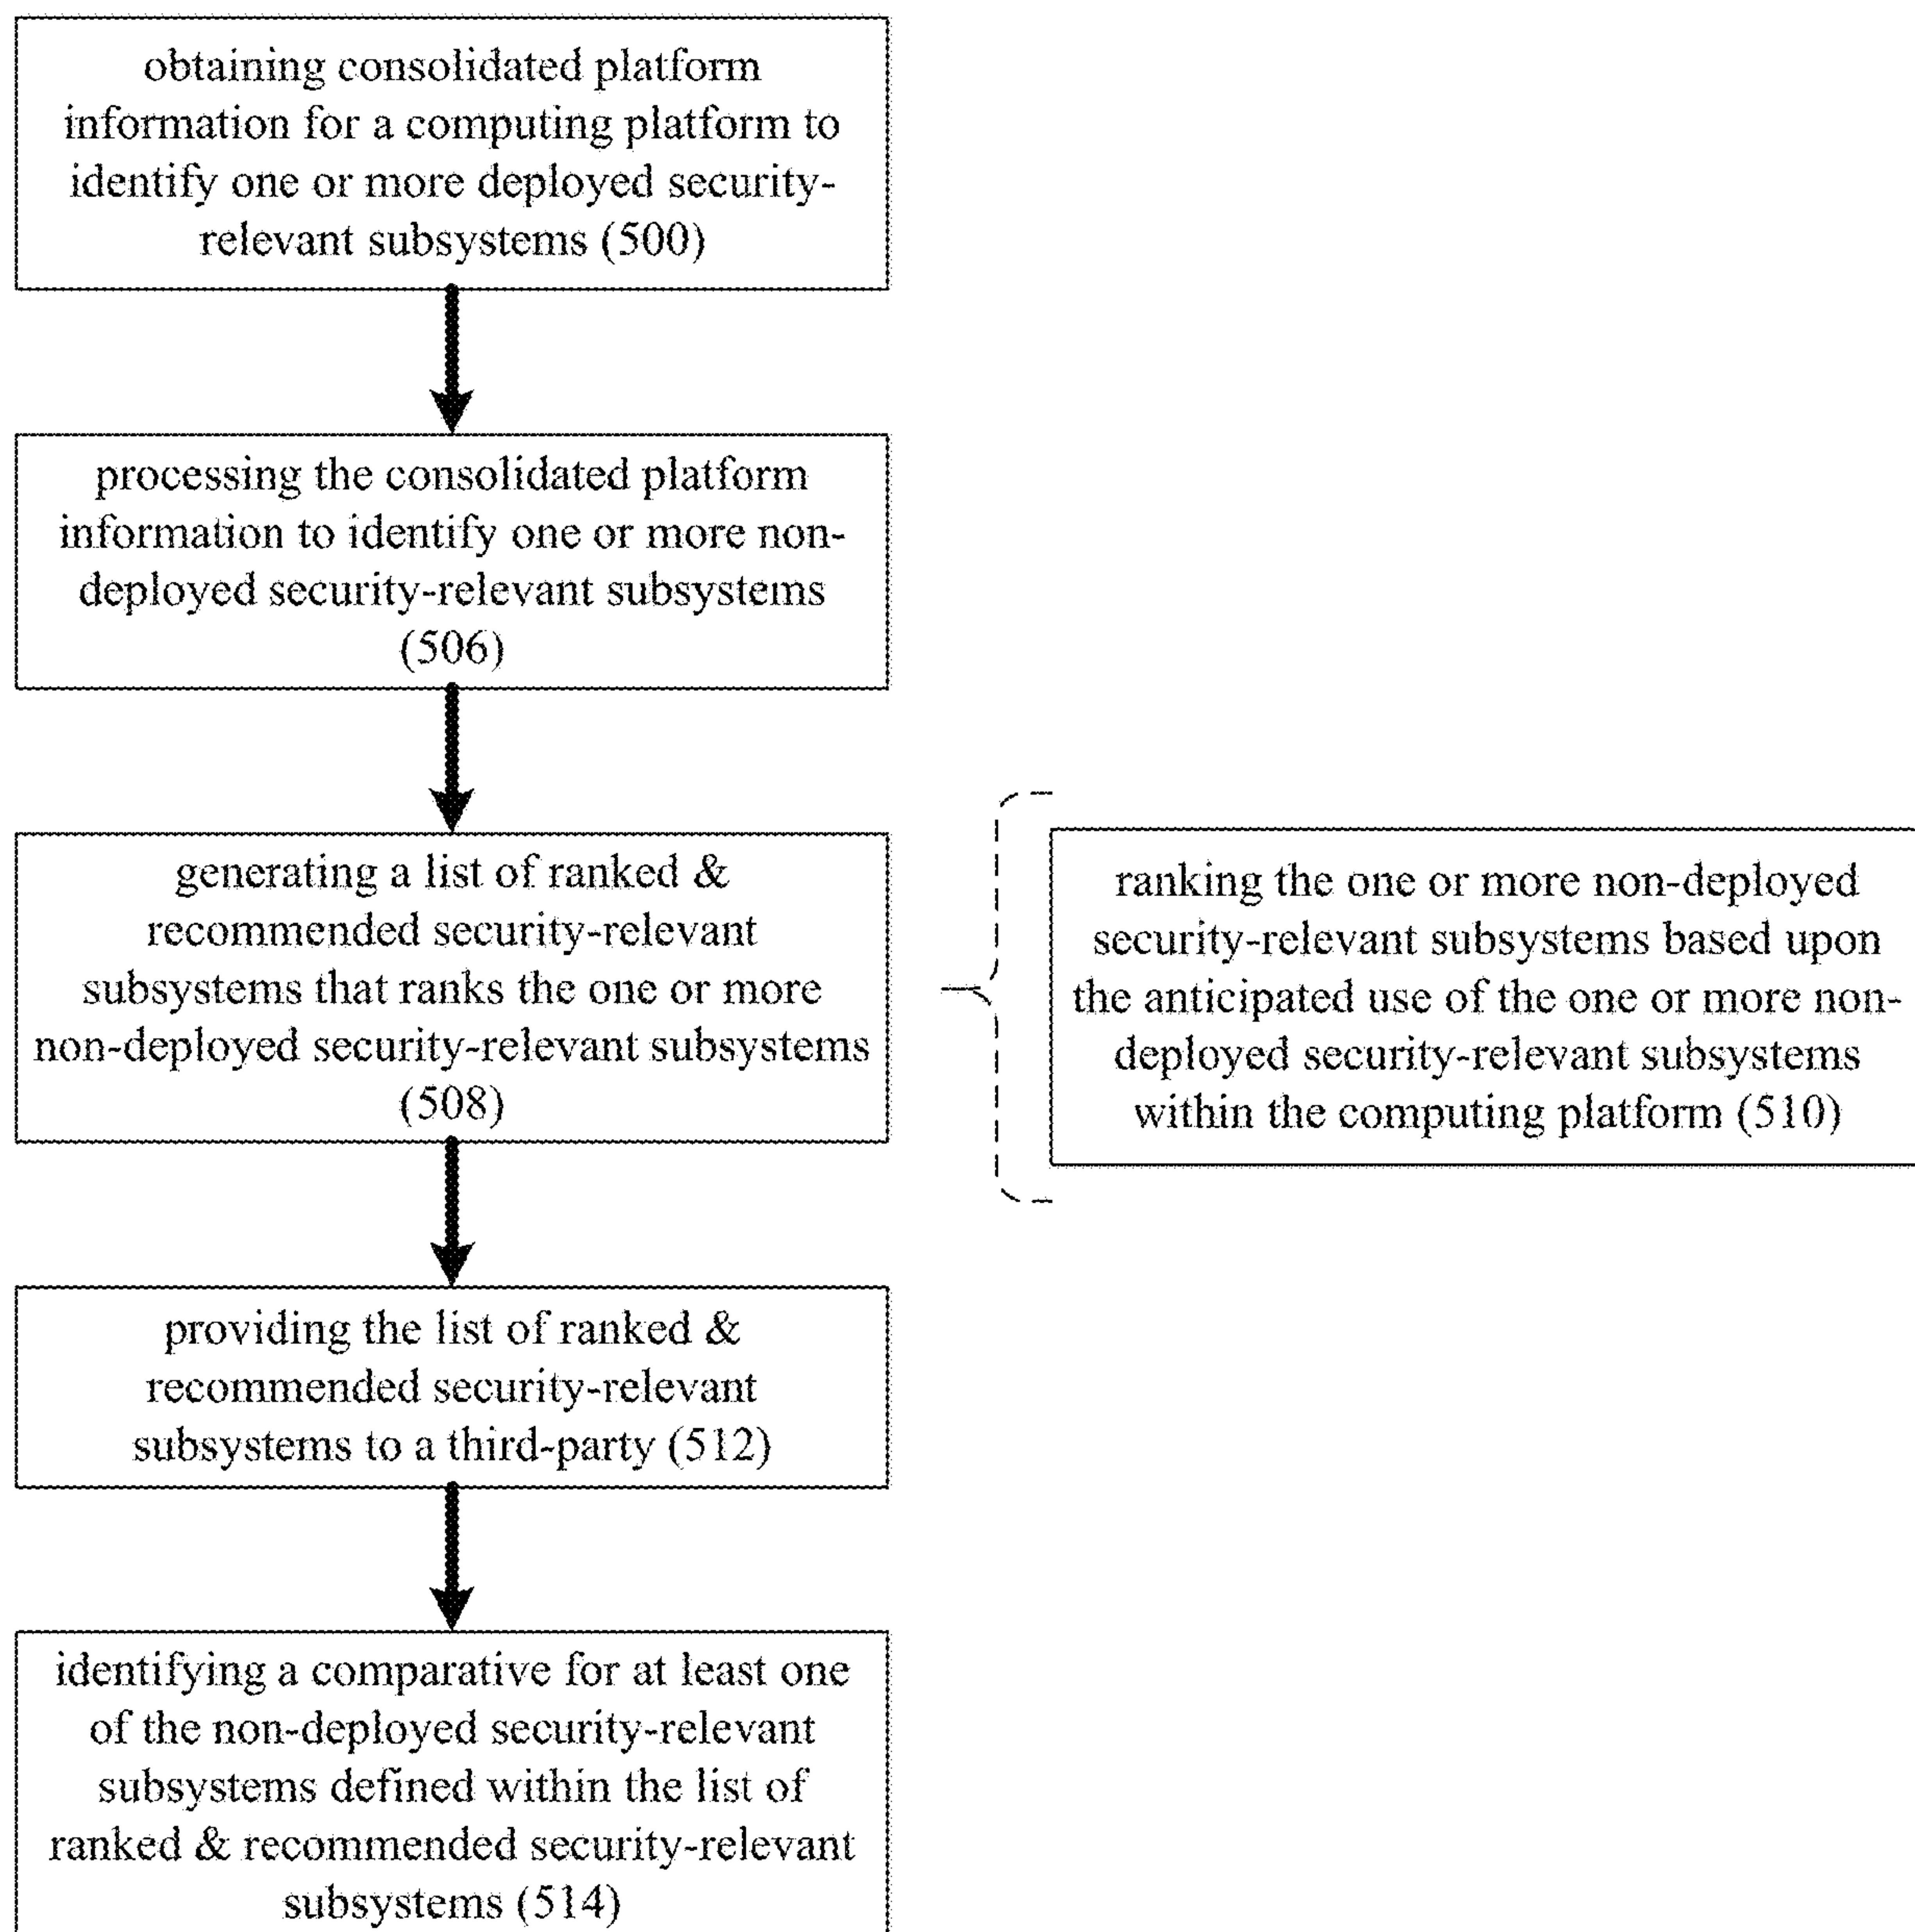 obtaining consolidated platform
information for a computing platform to
identify one or more deployed security-
relevant subsystems (500)
processing the consolidated platform
information to identify one or more non-
deployed security-relevant subsystems
(506)
generating a list of ranked &
recommended security-relevant
subsystems that ranks the one or more
non-deployed security-relevant subsystems
(508)
ranking the one or more non-deployed
security-relevant subsystems based upon
the anticipated use of the one or more non-
deployed security-relevant subsystems
within the computing platform (510)
providing the list of ranked &
recommended security-relevant
subsystems to a third-party (512)
identifying a comparative for at least one
of the non-deployed security-relevant
subsystems defined within the list of
ranked & recommended security-relevant
subsystems (514)